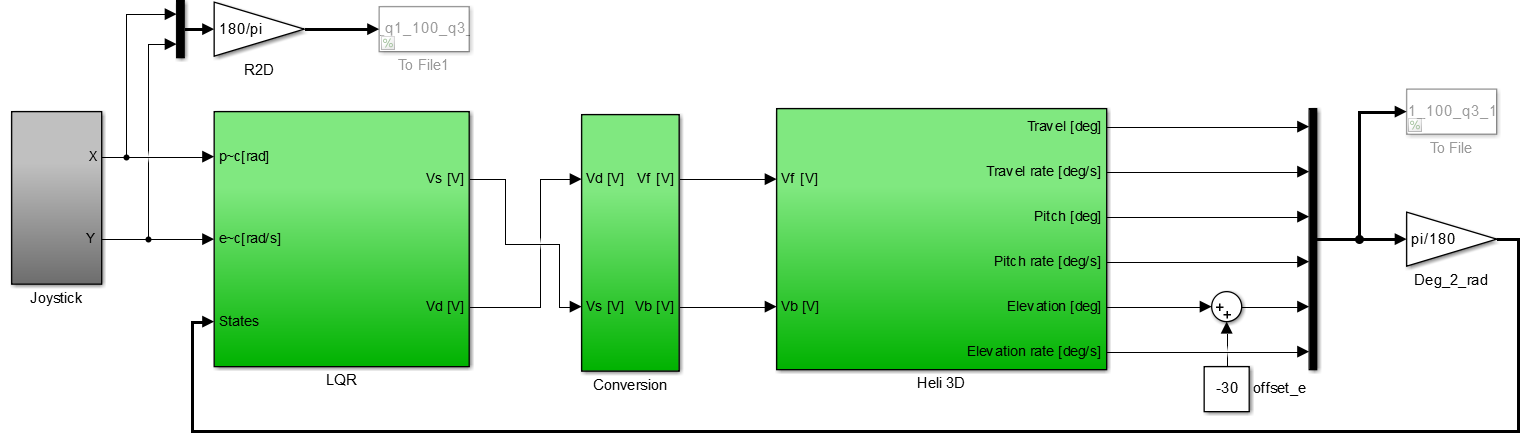 180/pi
R2D
_q1_100_q3_
%
To File1
Joystick
X
Y
p~c[rad]
e~c[rad/s]
States
Vs [V]
Vd [V]
LQR
Vd [V]
Vf [V]
Vs [V]
Vb [V]
Conversion
Vf [V]
Vb [V]
Travel [deg]
Travel rate [deg/s]
Pitch [deg]
Pitch rate [deg/s]
Elevation [deg]
Elevation rate [deg/s]
Heli 3D
+
+
-30
offset_e
1_100_q3_1
%
To File
pi/180
Deg_2_rad